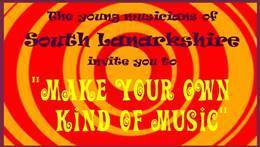 The young musicians of
South Lanarkshire
invite you to
"MAKE YOUR OWN
KIND OF MUSIC"